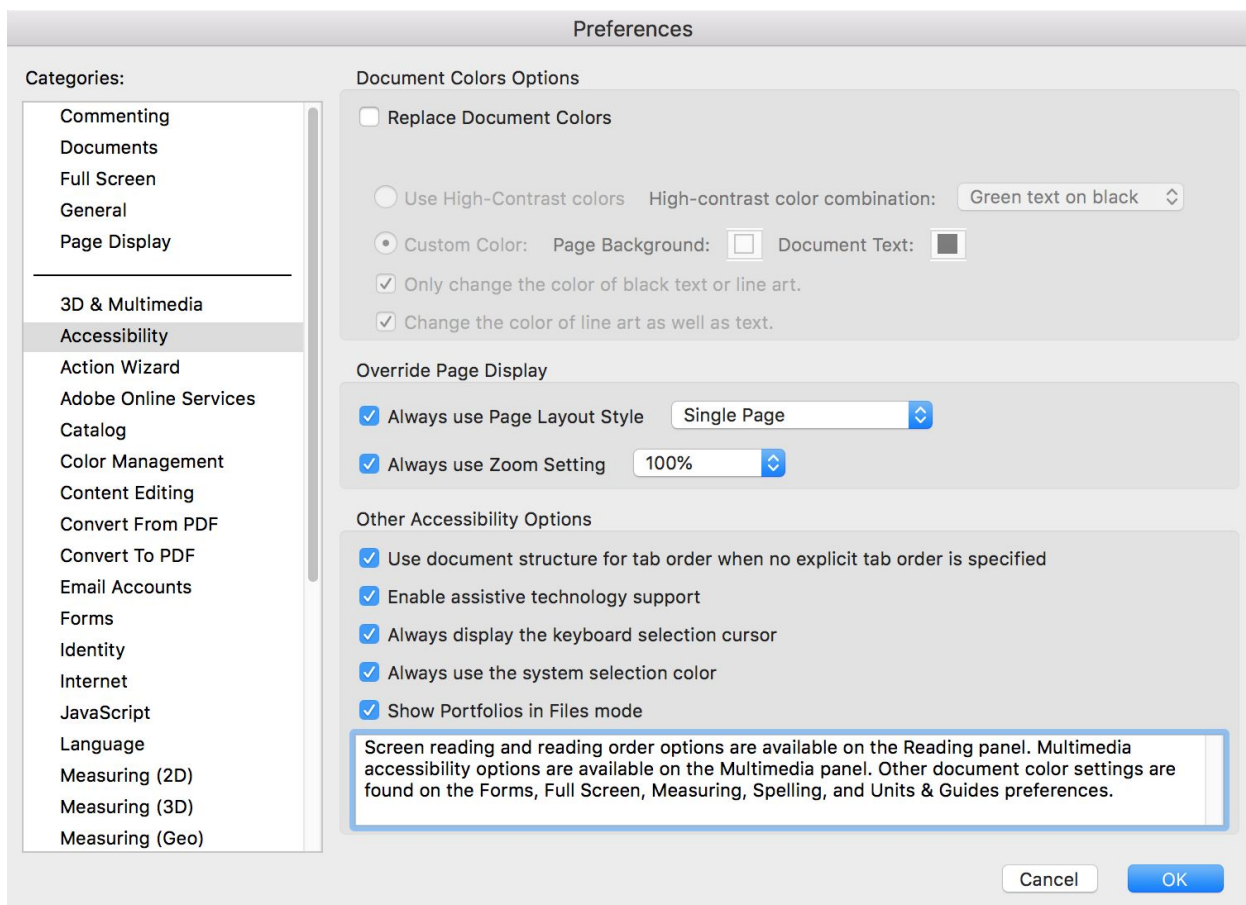 Preferences
Categories:
Commenting
Documents
Full Screen
General
Page Display
3D & Multimedia
Accessibility
Action Wizard
Adobe Online Services
Catalog
Color Management
Content Editing
Convert From PDF
Convert To PDF
Email Accounts
Forms
Identity
Internet
JavaScript
Language
Measuring (2D)
Measuring (3D)
Measuring (Geo)
Document Colors Options
Replace Document Colors
Use High-Contrast colors High-contrast color combination: Green text on black
Custom Color: Page Background: Document Text:
Only change the color of black text or line art.
Change the color of line art as well as text.
Override Page Display
Always use Page Layout Style Single Page
Always use Zoom Setting 100%
Other Accessibility Options
Use document structure for tab order when no explicit tab order is specified
Enable assistive technology support
Always display the keyboard selection cursor
Always use the system selection color
Show Portfolios in Files mode
Screen reading and reading order options are available on the Reading panel. Multimedia
accessibility options are available on the Multimedia panel. Other document color settings are
found on the Forms, Full Screen, Measuring, Spelling, and Units & Guides preferences.
Cancel OK